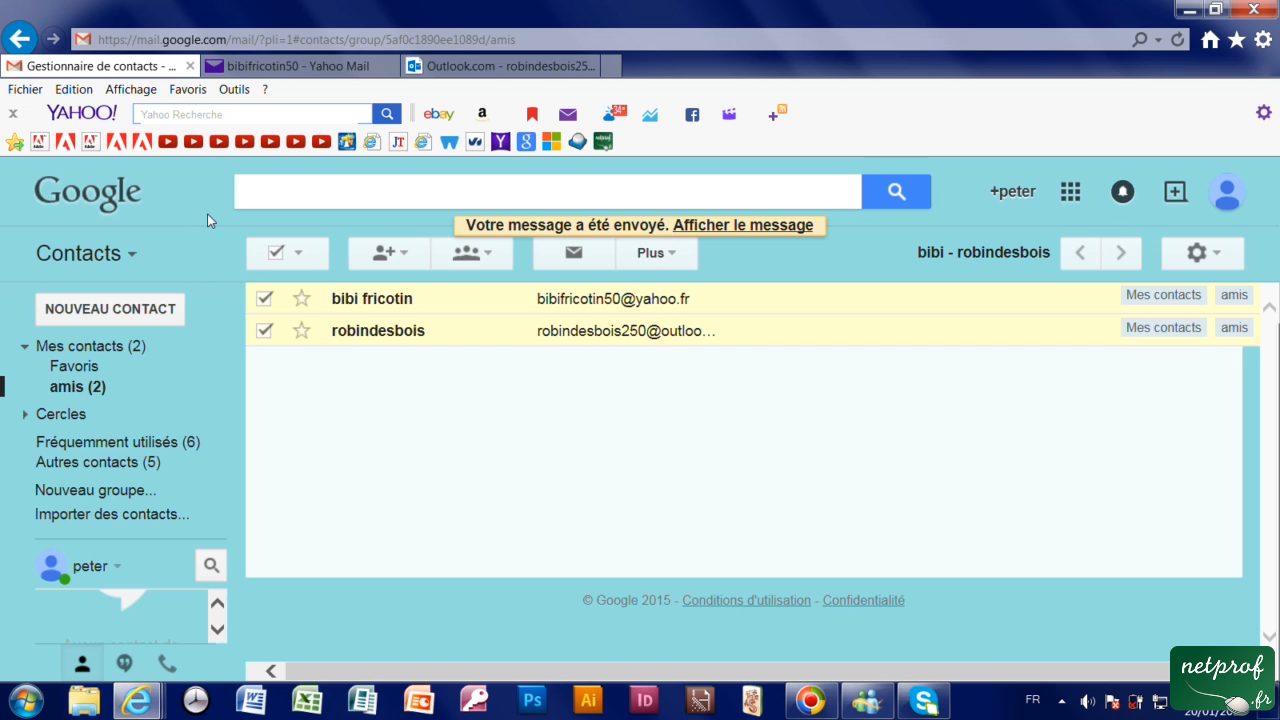 https://mail.google.com/mail/?pli=1#contacts/group/5af0c1890ee1089d/amis
Gestionnaire de contacts - ...
bibifricotin50 - Yahoo Mail
Outlook.com - robindesbois25...
Fichier Edition Affichage Favoris Outils ?
x YAHOO! Yahoo Recherche ebay a
Google
+peter
Votre message a été envoyé. Afficher le message
Contacts
Plus
bibi - robindesbois
NOUVEAU CONTACT
bibi fricotin bibifricotin50@yahoo.fr Mes contacts amis
robindesbois robindesbois250@outloo... Mes contacts amis
Mes contacts (2)
Favoris
amis (2)
Cercles
Fréquemment utilisés (6)
Autres contacts (5)
Nouveau groupe...
Importer des contacts...
peter
© Google 2015 - Conditions d'utilisation - Confidentialité
Ps Ai ID
FR
netprof
.fr